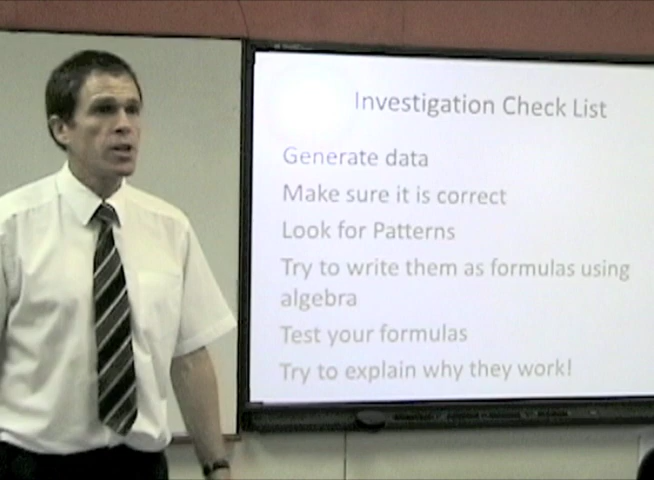 Investigation Check List
Generate data
Make sure it is correct
Look for Patterns
Try to write them as formulas using
algebra
Test your formulas
Try to explain why they work!